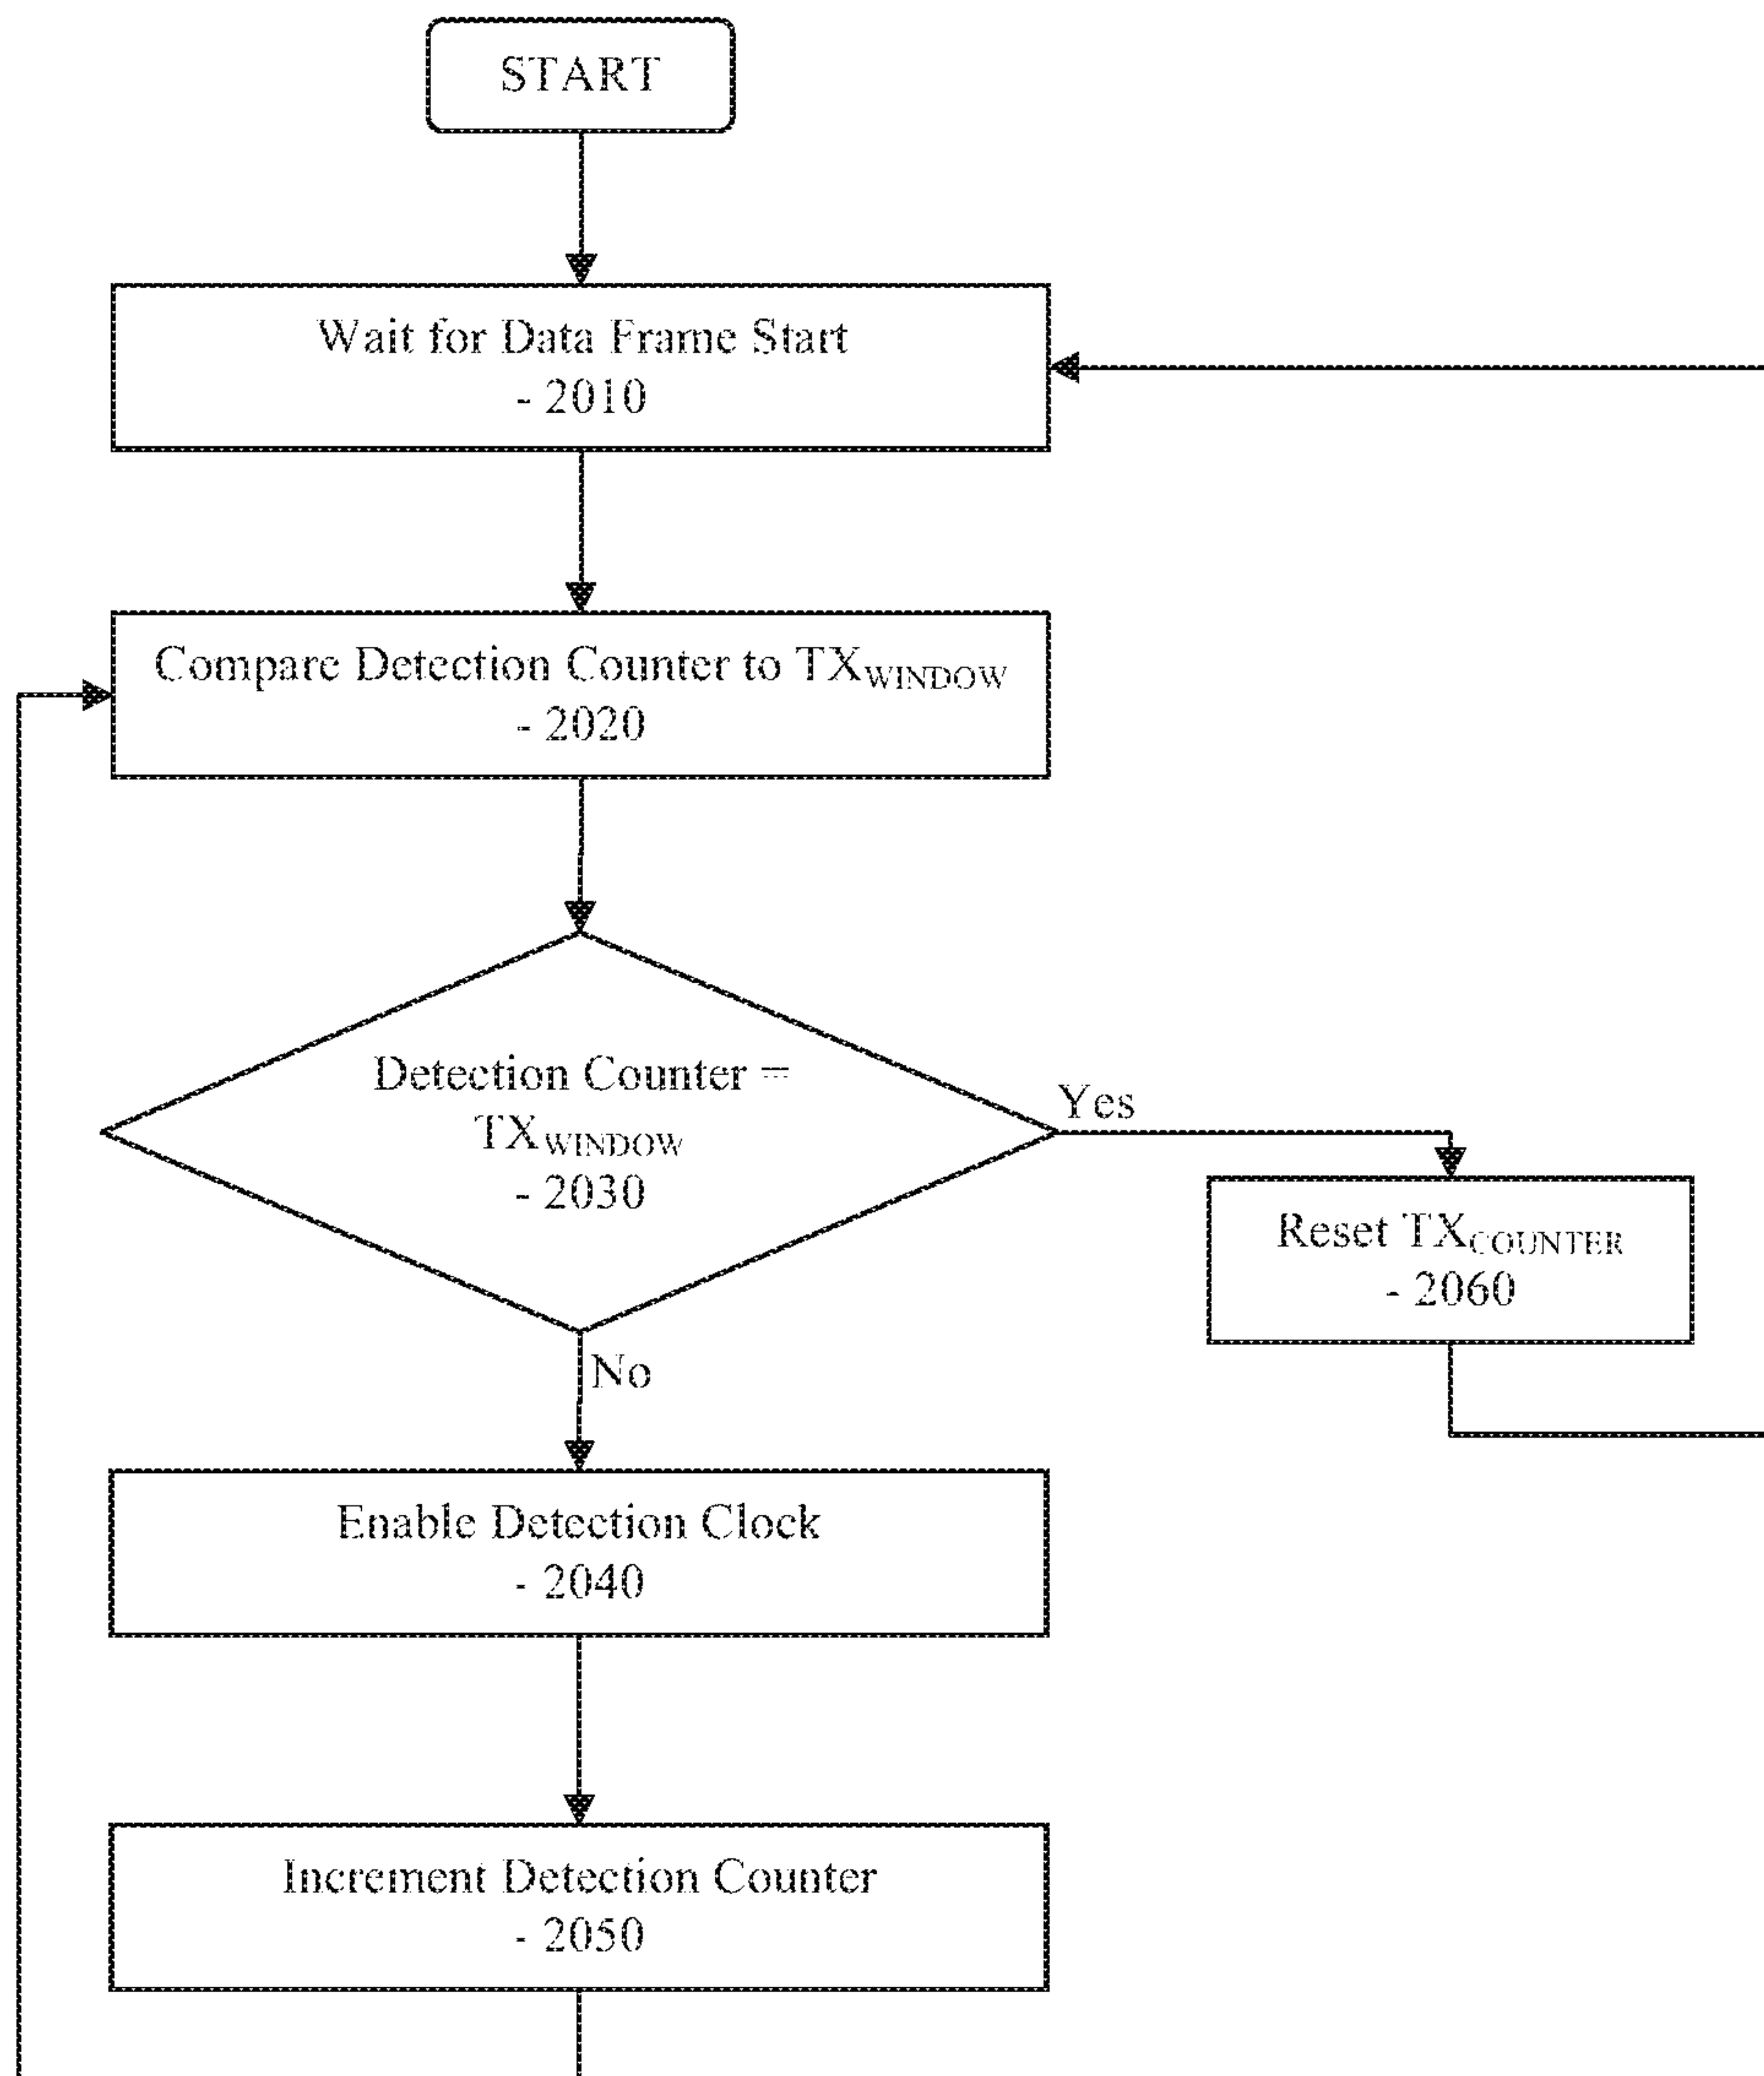 START
Wait for Data Frame Start
- 2010
Compare Detection Counter to TXWINDOW
- 2020
Detection Counter =
TXWINDOW
- 2030
Yes
Reset TXCOUNTER
- 2060
No
Enable Detection Clock
- 2040
Increment Detection Counter
- 2050